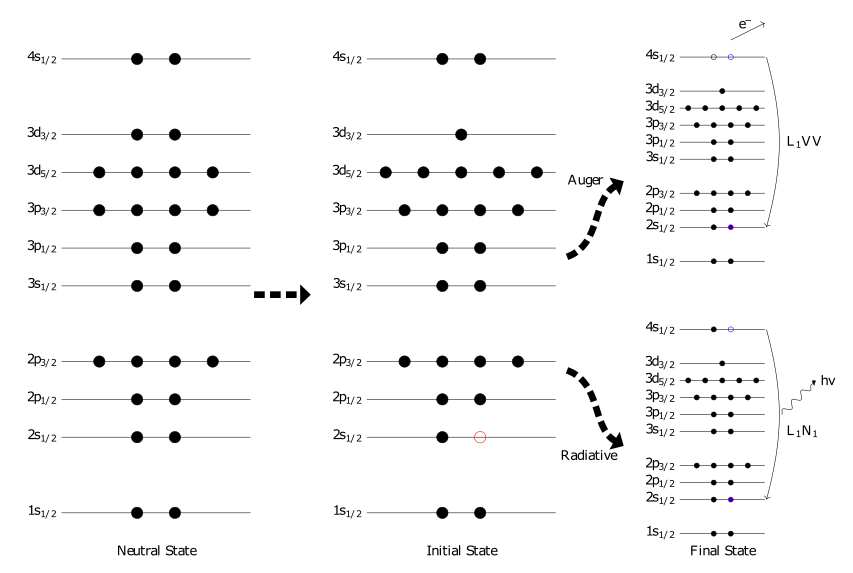 4s1/2
3d3/2
3d5/2
3p3/2
3p1/2
3s1/2
2p3/2
2p1/2
2s1/2
1s1/2
Neutral State
4s1/2
3d3/2
3d5/2
3p3/2
3p1/2
3s1/2
2p3/2
2p1/2
2s1/2
1s1/2
Initial State
Auger
Radiative
e−
4s1/2
3d3/2
3d5/2
3p3/2
3p1/2
3s1/2
2p3/2
2p1/2
2s1/2
1s1/2
L1VV
4s1/2
3d3/2
3d5/2
3p3/2
3p1/2
3s1/2
2p3/2
2p1/2
2s1/2
1s1/2
hν
L1N1
Final State